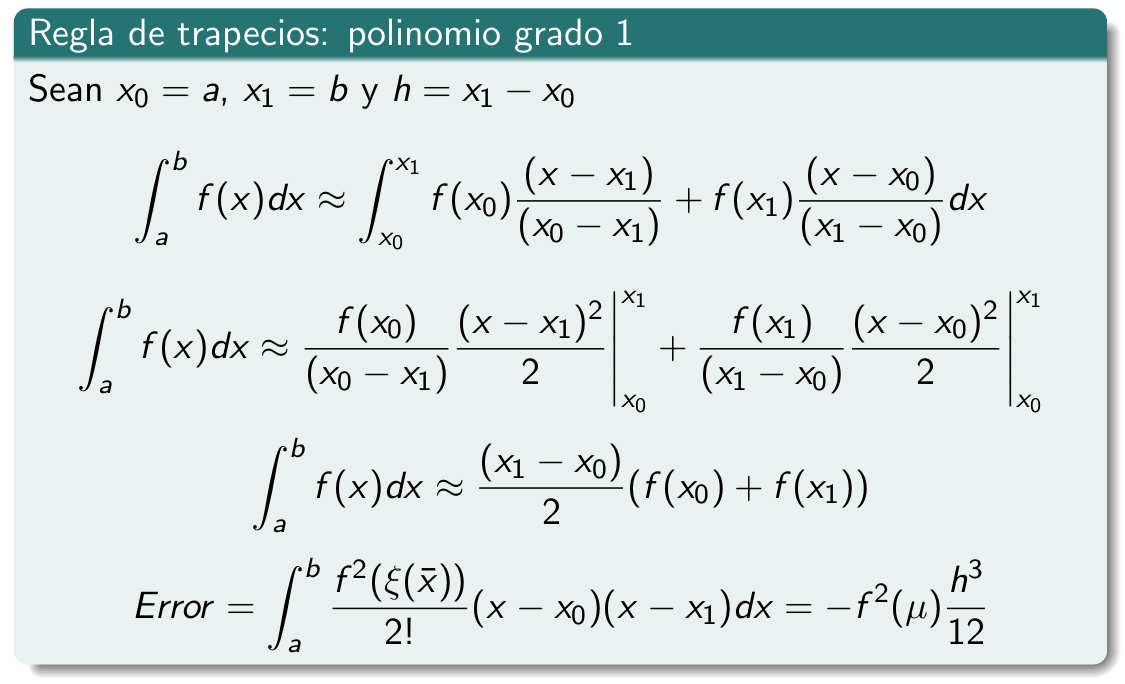 Regla de trapecios: polinomio grado 1
Sean $x_0 = a$, $x_1 = b$ y $h = x_1 - x_0$
$\int_a^b f(x)dx \approx \int_{x_0}^{x_1} f(x_0)\frac{(x - x_1)}{(x_0 - x_1)} + f(x_1)\frac{(x - x_0)}{(x_1 - x_0)}dx$
$\int_a^b f(x)dx \approx \frac{f(x_0)}{(x_0 - x_1)}\frac{(x - x_1)^2}{2}\Big|_{x_0}^{x_1} + \frac{f(x_1)}{(x_1 - x_0)}\frac{(x - x_0)^2}{2}\Big|_{x_0}^{x_1}$
$\int_a^b f(x)dx \approx \frac{(x_1 - x_0)}{2}(f(x_0) + f(x_1))$
$Error = \int_a^b \frac{f^2(\xi(\bar{x}))}{2!}(x - x_0)(x - x_1)dx = -f^2(\mu)\frac{h^3}{12}$